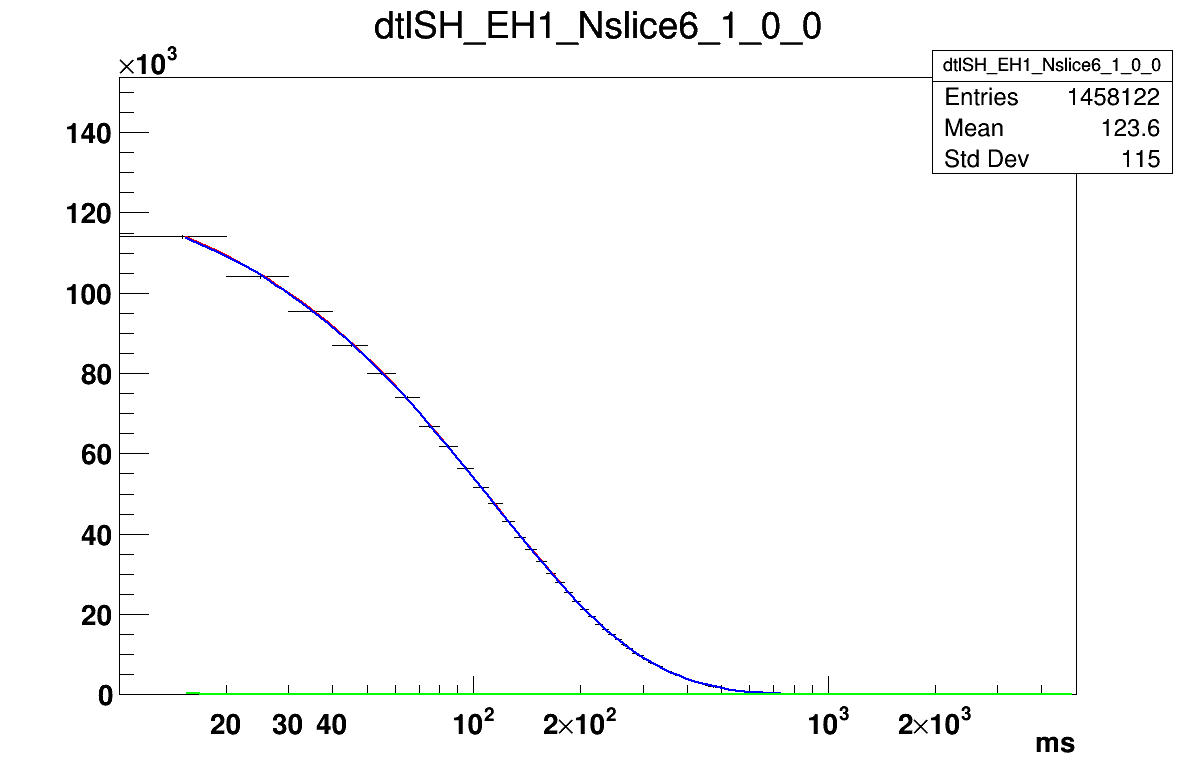 dtlSH_EH1_Nslice6_1_0_0
×10³
dtlSH_EH1_Nslice6_1_0_0
Entries 1458122
Mean 123.6
Std Dev 115
140
120
100
80
60
40
20
0
20 30 40 10² 2×10² 10³ 2×10³
ms